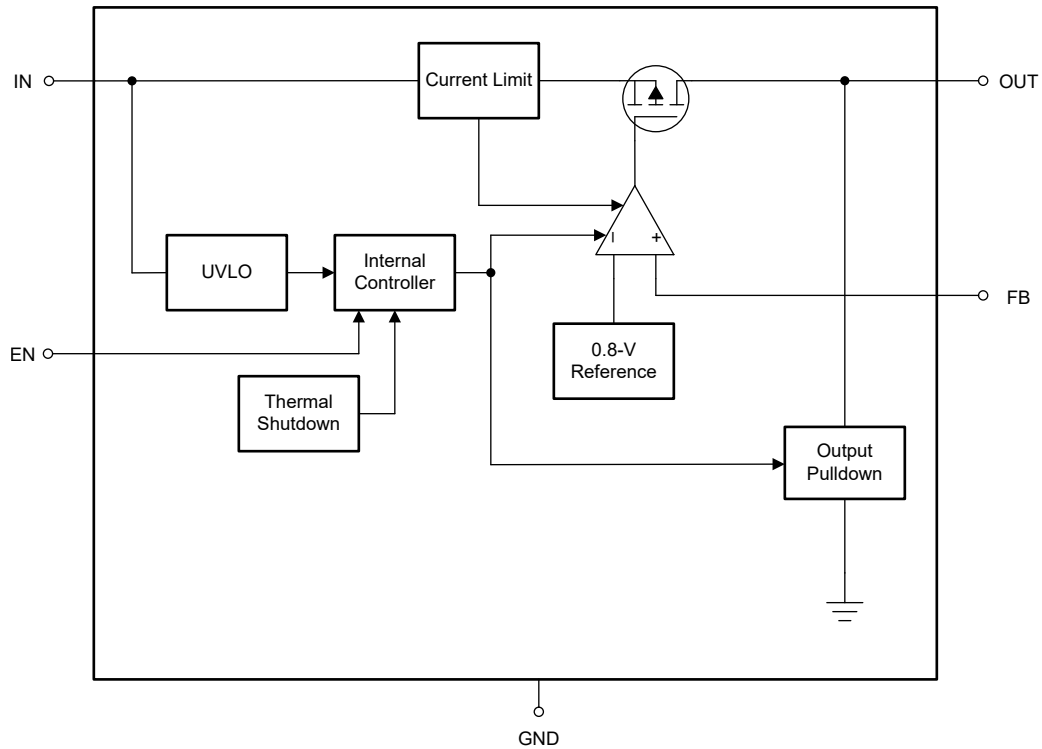 IN
Current Limit
OUT
UVLO
Internal
Controller
–
+
FB
0.8-V
Reference
EN
Thermal
Shutdown
Output
Pulldown
GND